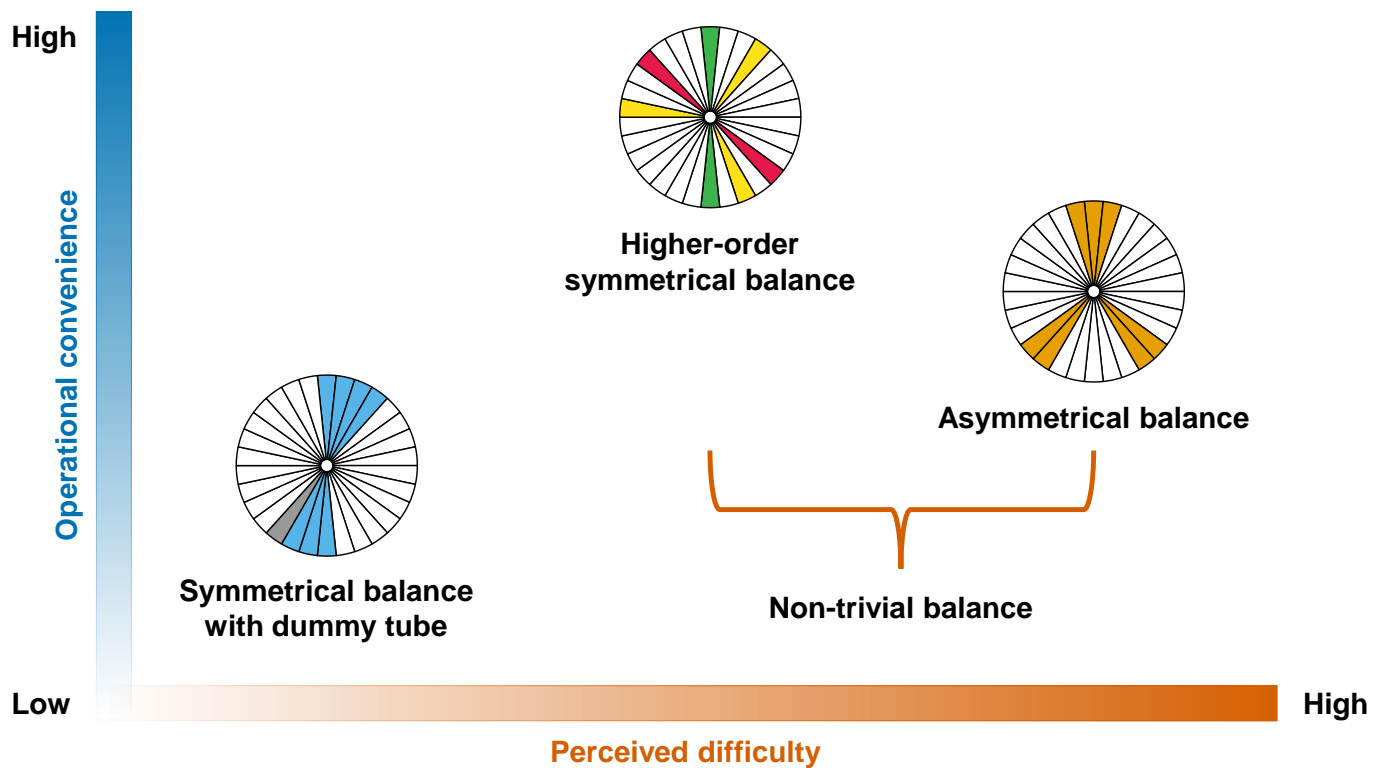 High
Operational convenience
Higher-order
symmetrical balance
Asymmetrical balance
Symmetrical balance
with dummy tube
Non-trivial balance
Low
High
Perceived difficulty